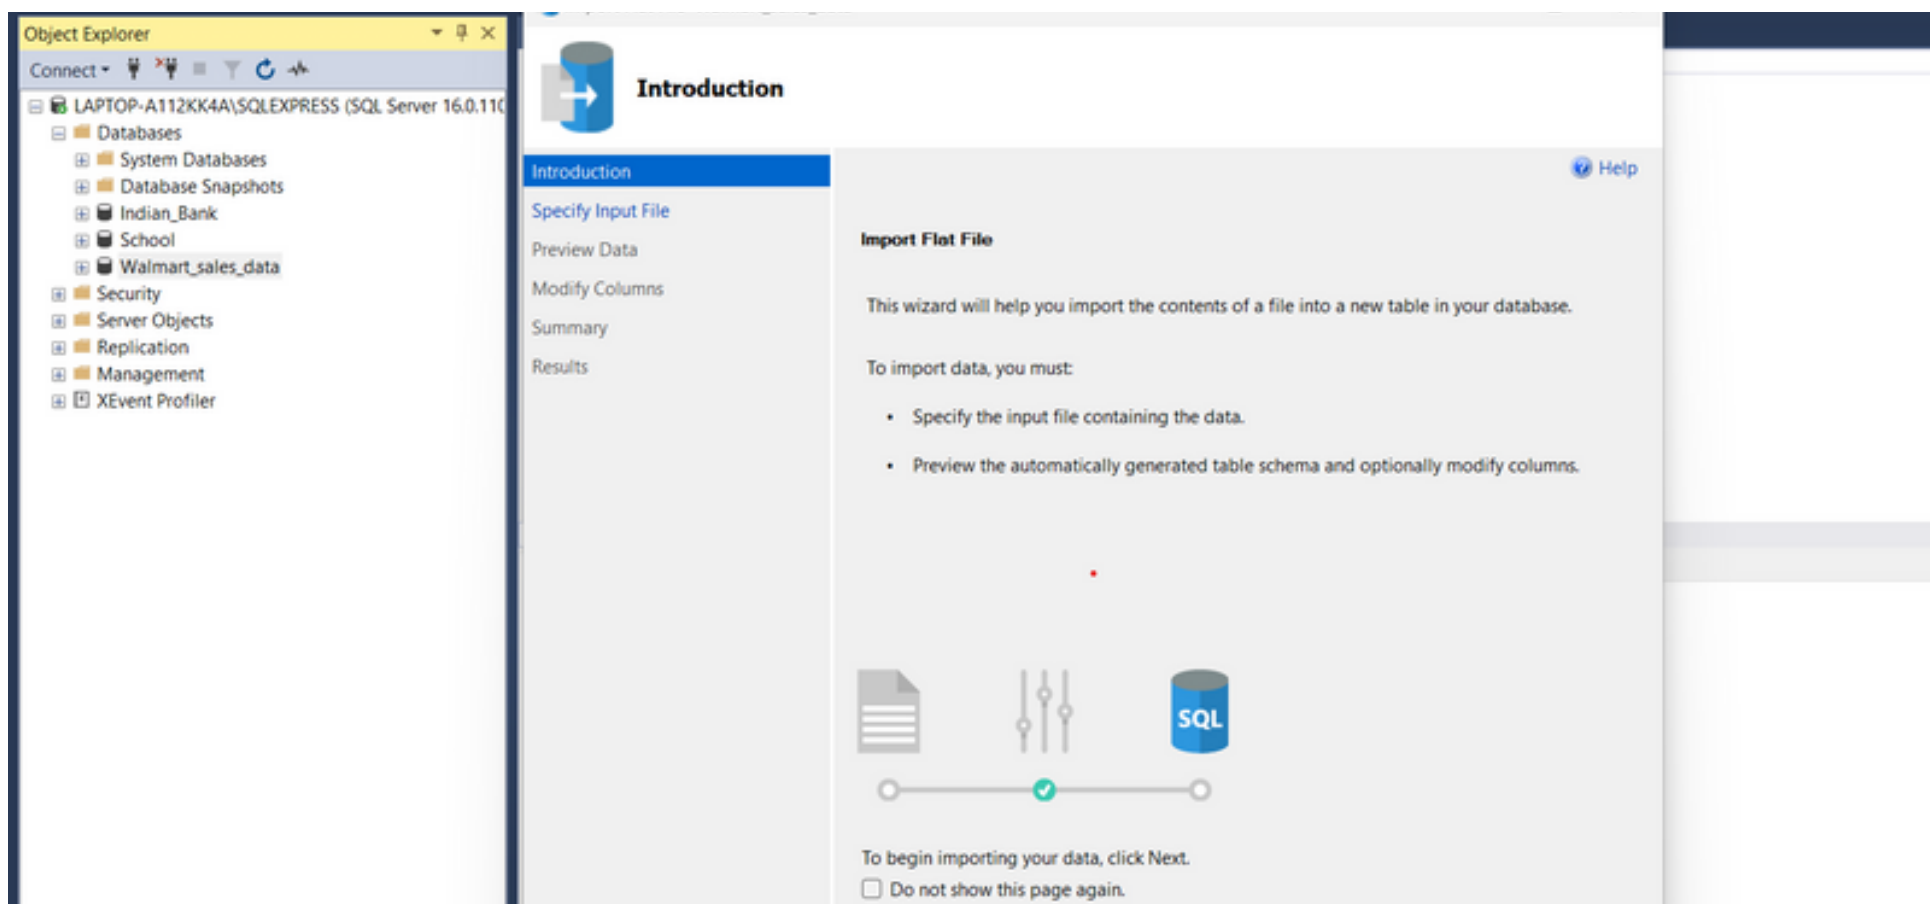 Object Explorer
Connect
LAPTOP-A112KK4A\SQLEXPRESS (SQL Server 16.0.110
Databases
System Databases
Database Snapshots
Indian_Bank
School
Walmart_sales_data
Security
Server Objects
Replication
Management
XEvent Profiler
Introduction
Introduction
Specify Input File
Preview Data
Modify Columns
Summary
Results
Help
Import Flat File
This wizard will help you import the contents of a file into a new table in your database.
To import data, you must:
• Specify the input file containing the data.
• Preview the automatically generated table schema and optionally modify columns.
SQL
To begin importing your data, click Next.
Do not show this page again.